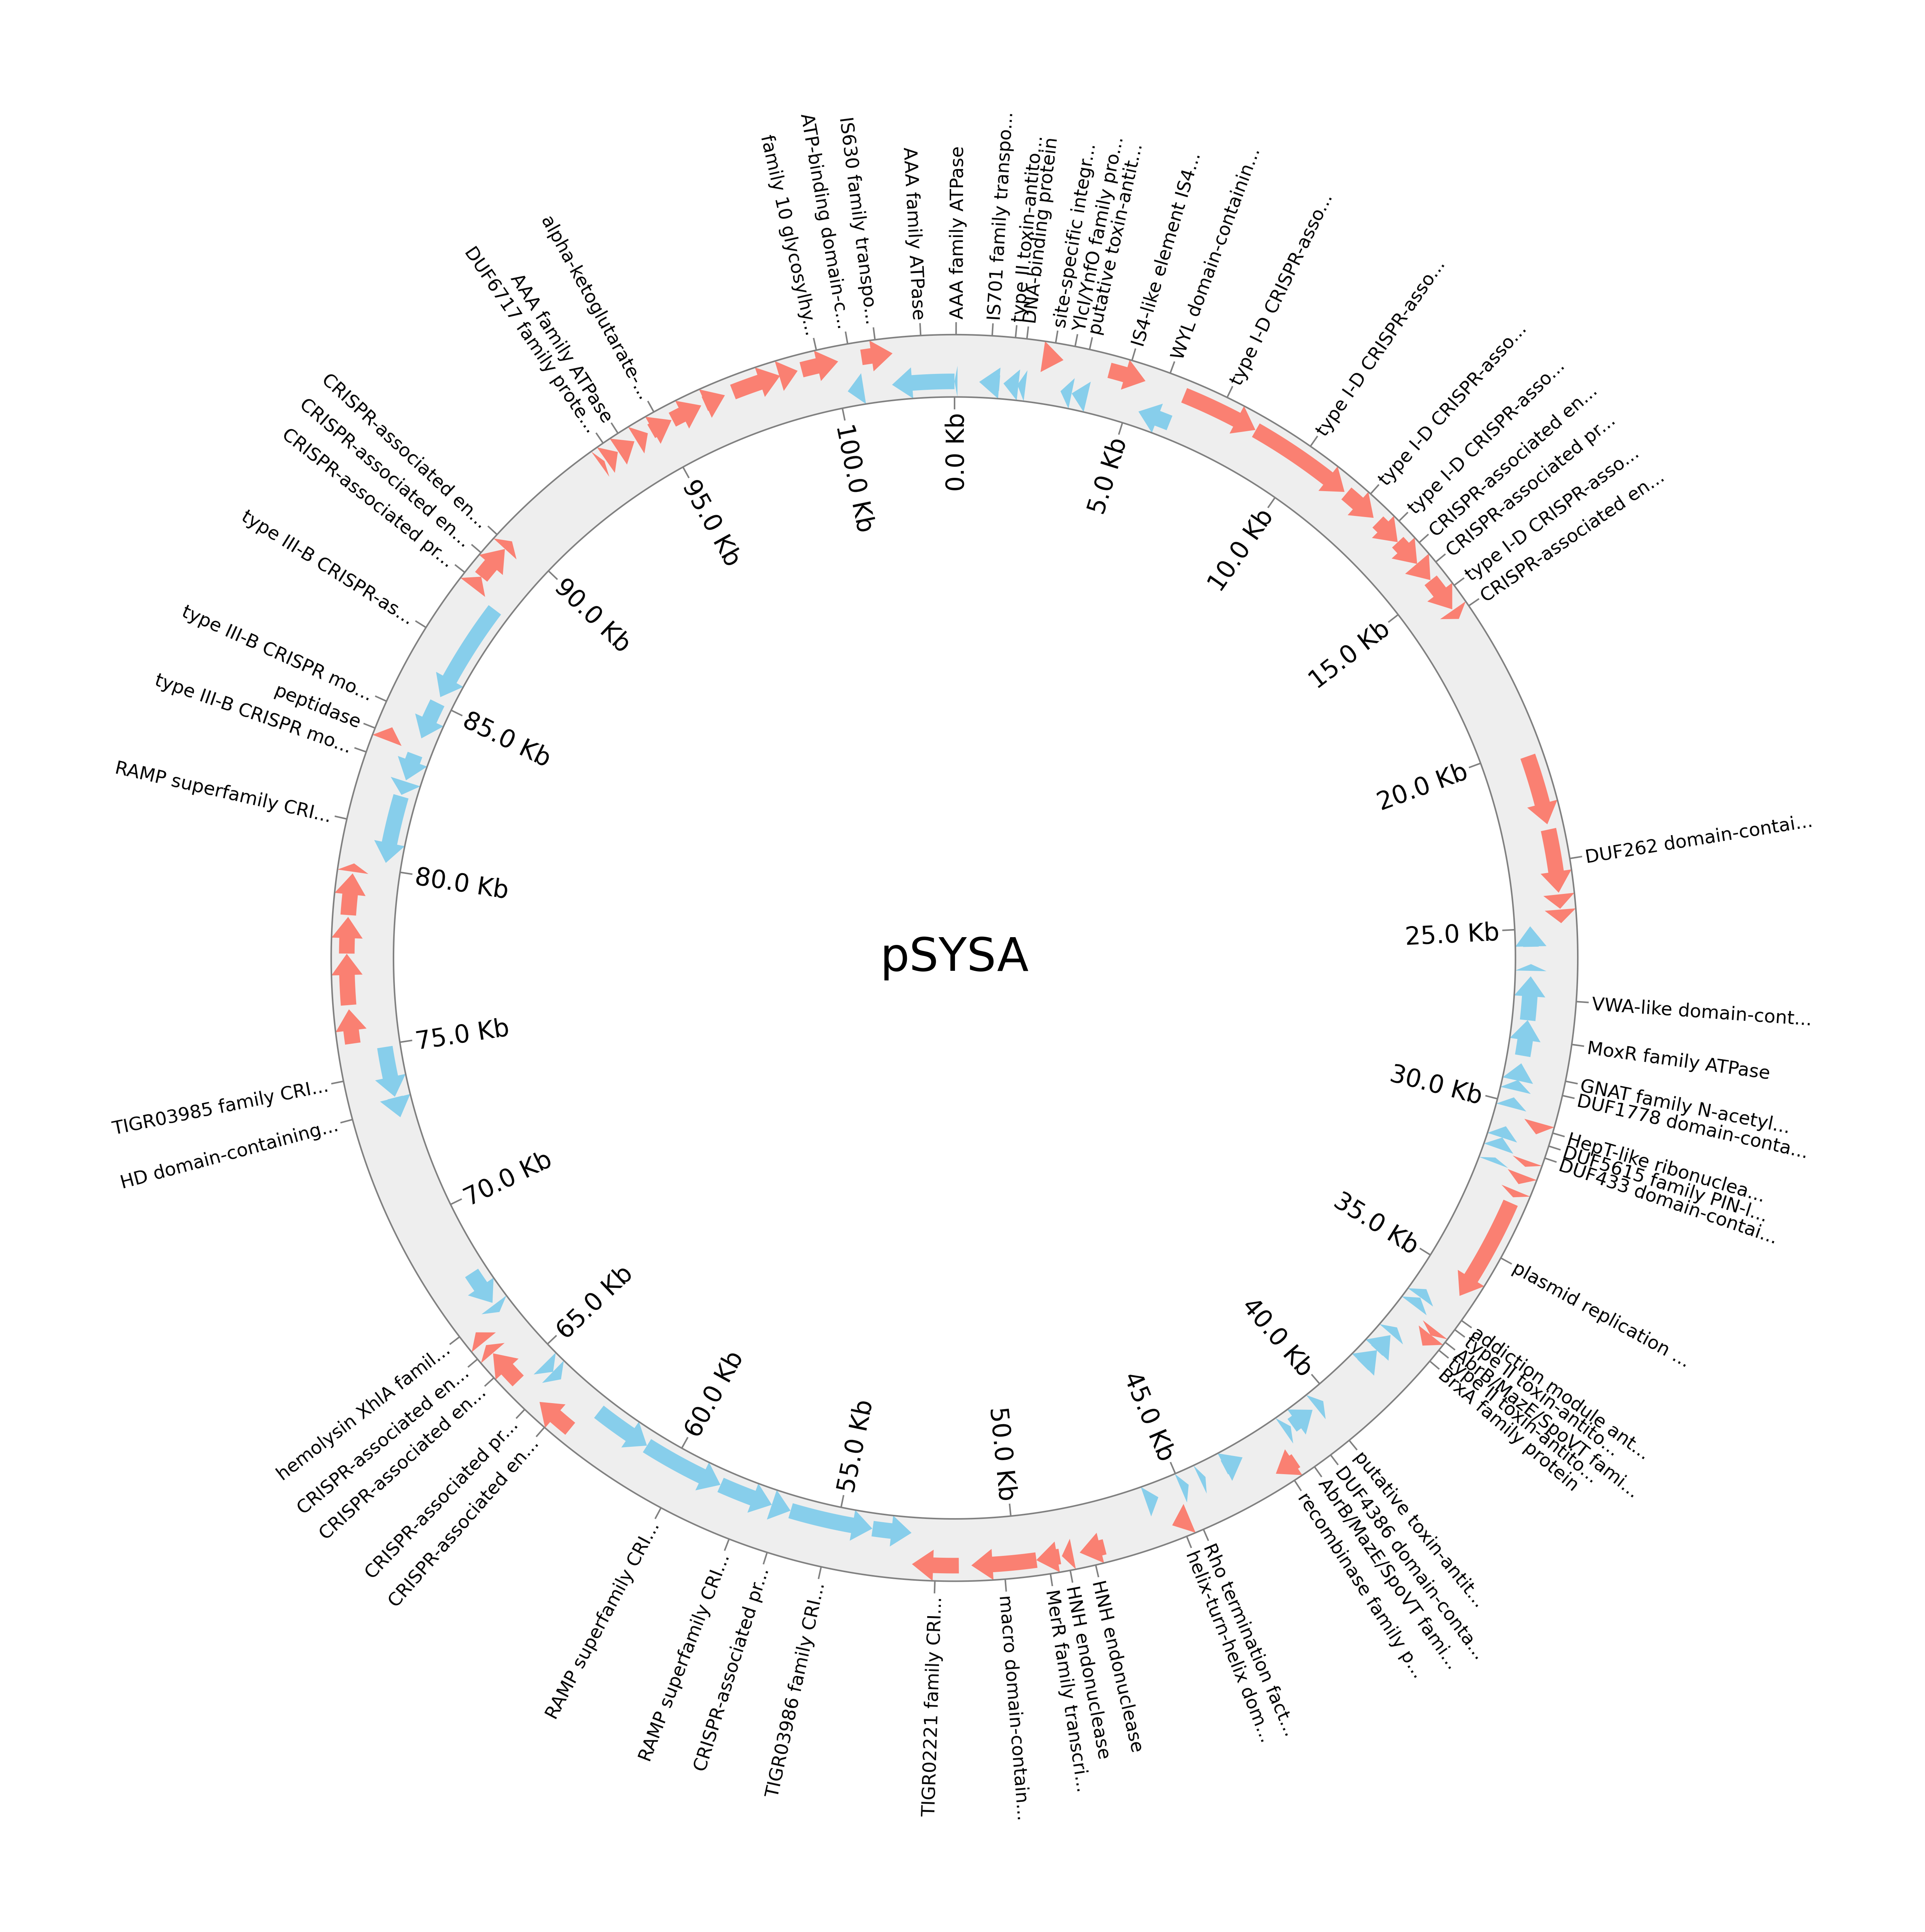 pSYSA
0.0 Kb
5.0 Kb
10.0 Kb
15.0 Kb
20.0 Kb
25.0 Kb
30.0 Kb
35.0 Kb
40.0 Kb
45.0 Kb
50.0 Kb
55.0 Kb
60.0 Kb
65.0 Kb
70.0 Kb
75.0 Kb
80.0 Kb
85.0 Kb
90.0 Kb
95.0 Kb
100.0 Kb
AAA family ATPase
IS701 family transpo...
type II toxin-antito...
DNA-binding protein
site-specific integr...
YlcI/YnfO family pro...
putative toxin-antit...
IS4-like element IS4...
WYL domain-containin...
type I-D CRISPR-asso...
type I-D CRISPR-asso...
type I-D CRISPR-asso...
type I-D CRISPR-asso...
CRISPR-associated en...
CRISPR-associated pr...
type I-D CRISPR-asso...
CRISPR-associated en...
DUF262 domain-contai...
VWA-like domain-cont...
MoxR family ATPase
GNAT family N-acetyl...
DUF1778 domain-conta...
HepT-like ribonuclea...
DUF5615 family PIN-l...
DUF433 domain-contai...
plasmid replication ...
addiction module ant...
type II toxin-antito...
AbrB/MazE/SpoVT fami...
type II toxin-antito...
BrxA family protein
putative toxin-antit...
DUF4386 domain-conta...
AbrB/MazE/SpoVT fami...
recombinase family p...
Rho termination fact...
helix-turn-helix dom...
HNH endonuclease
HNH endonuclease
MerR family transcri...
macro domain-contain...
TIGR02221 family CRI...
TIGR03986 family CRI...
CRISPR-associated pr...
RAMP superfamily CRI...
RAMP superfamily CRI...
CRISPR-associated en...
CRISPR-associated pr...
CRISPR-associated en...
CRISPR-associated en...
hemolysin XhlA famil...
HD domain-containing...
TIGR03985 family CRI...
RAMP superfamily CRI...
type III-B CRISPR mo...
peptidase
type III-B CRISPR mo...
type III-B CRISPR-as...
CRISPR-associated pr...
CRISPR-associated en...
CRISPR-associated en...
DUF6717 family prote...
AAA family ATPase
alpha-ketoglutarate-...
family 10 glycosylhy...
ATP-binding domain-c...
IS630 family transpo...
AAA family ATPase